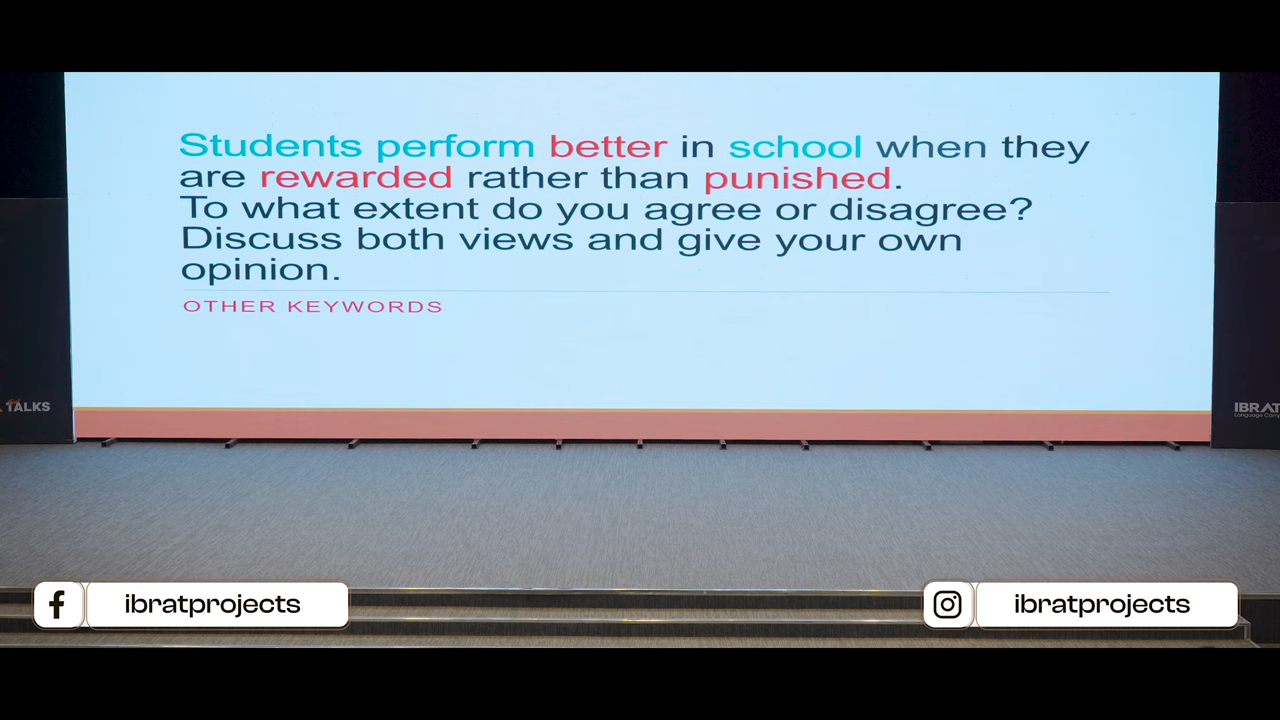 Students perform better in school when they
are rewarded rather than punished.
To what extent do you agree or disagree?
Discuss both views and give your own
opinion.
OTHER KEYWORDS
TALKS
IBRAT
ibratprojects
ibratprojects